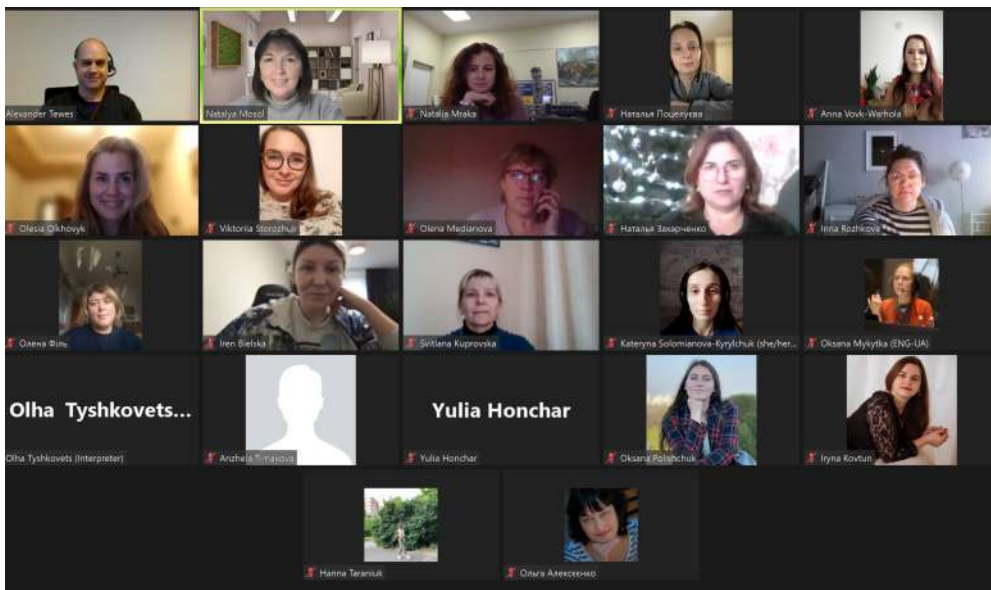 Alexander Tewes
Natalya Mosol
Natalia Mraka
Наталья Поцелуева
Anna Vovk-Warhola
Olesia Olkhovyk
Viktoriia Storozhuk
Olena Medianova
Наталья Захарченко
Inna Rozhkova
Олена Філь
Iren Bielska
Svitlana Kuprovska
Kateryna Solomianova-Kyrylchuk (she/her...
Oksana Mykytka (ENG-UA)
Olha Tyshkovets...
Olha Tyshkovets (Interpreter)
Anzhela Timakova
Yulia Honchar
Yulia Honchar
Oksana Polishchuk
Iryna Kovtun
Hanna Taraniuk
Ольга Алексєєнко